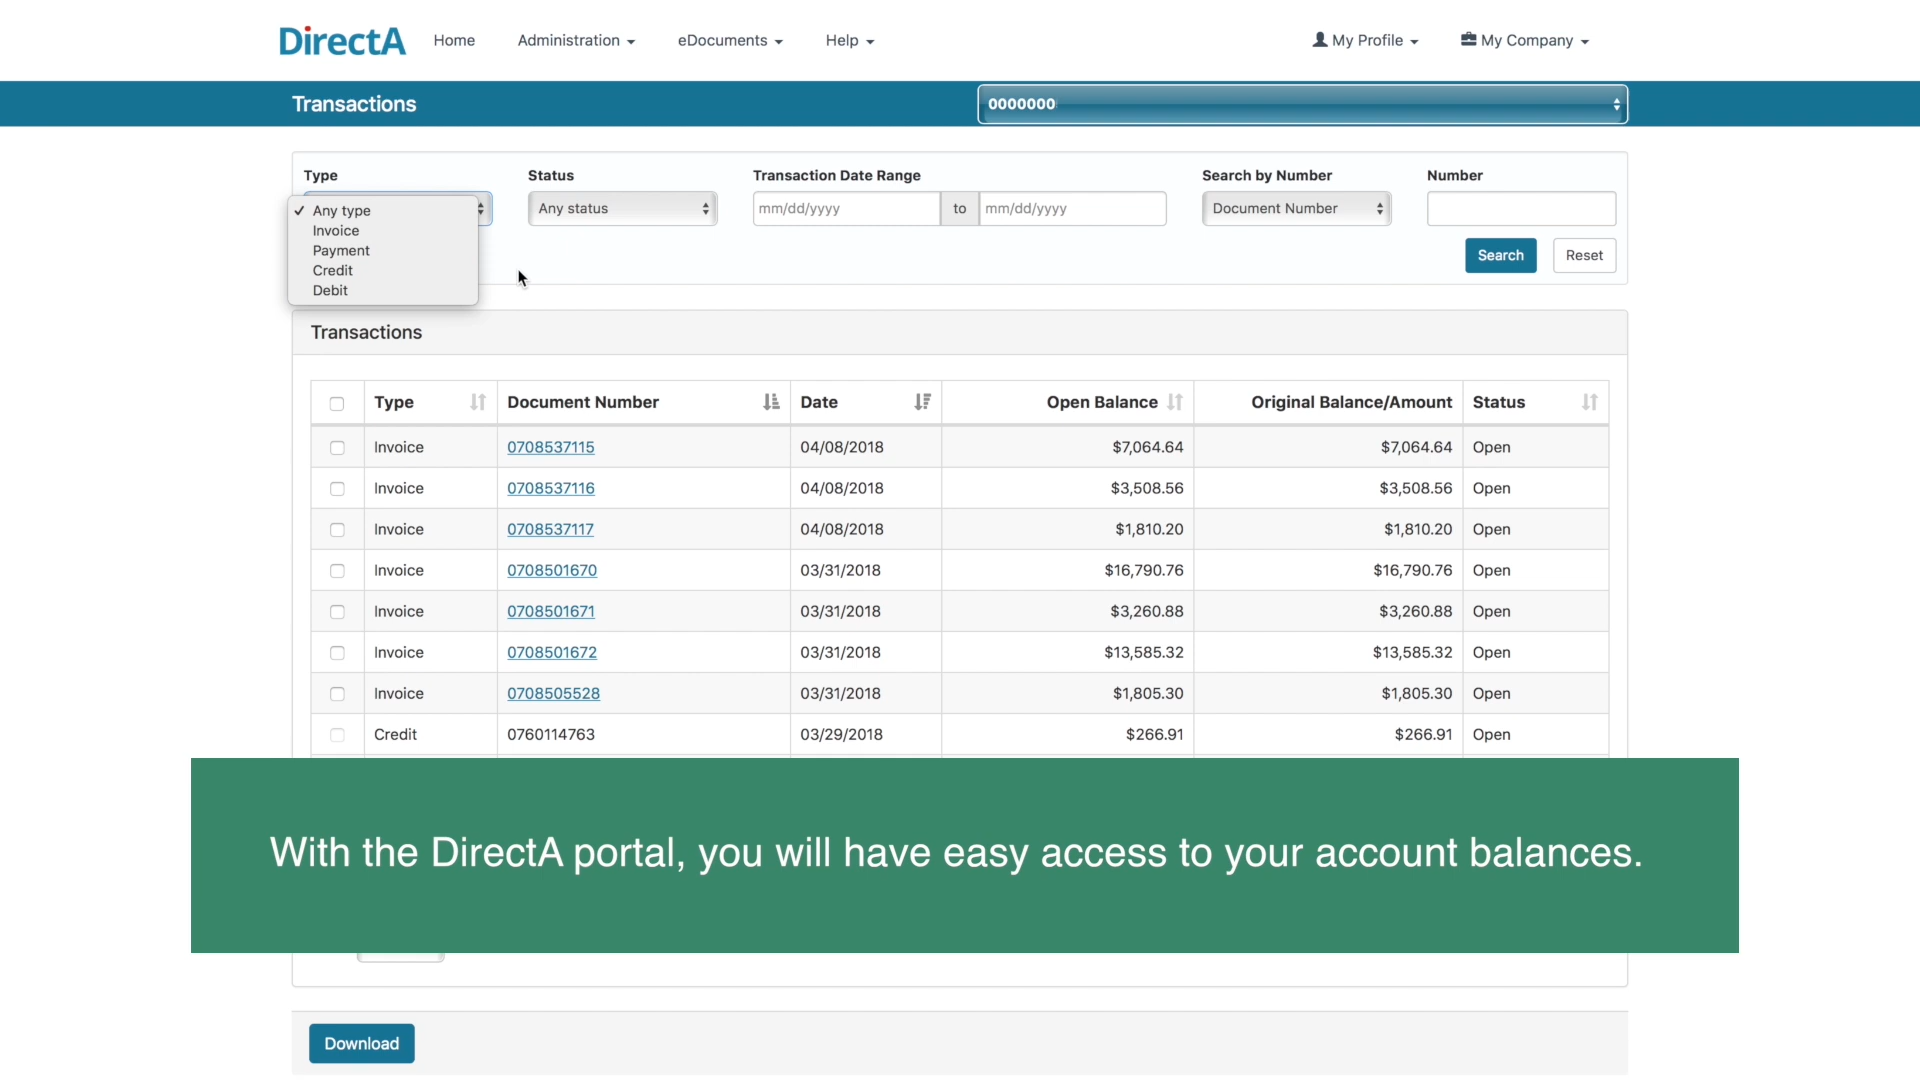 DirectA Home Administration eDocuments Help My Profile My Company
Transactions 0000000
Type Status Transaction Date Range Search by Number Number
Any status mm/dd/yyyy to mm/dd/yyyy Document Number
✓ Any type
Invoice
Payment
Credit
Debit
Search Reset
Transactions
Type Document Number Date Open Balance Original Balance/Amount Status
Invoice 0708537115 04/08/2018 $7,064.64 $7,064.64 Open
Invoice 0708537116 04/08/2018 $3,508.56 $3,508.56 Open
Invoice 0708537117 04/08/2018 $1,810.20 $1,810.20 Open
Invoice 0708501670 03/31/2018 $16,790.76 $16,790.76 Open
Invoice 0708501671 03/31/2018 $3,260.88 $3,260.88 Open
Invoice 0708501672 03/31/2018 $13,585.32 $13,585.32 Open
Invoice 0708505528 03/31/2018 $1,805.30 $1,805.30 Open
Credit 0760114763 03/29/2018 $266.91 $266.91 Open
With the DirectA portal, you will have easy access to your account balances.
Download